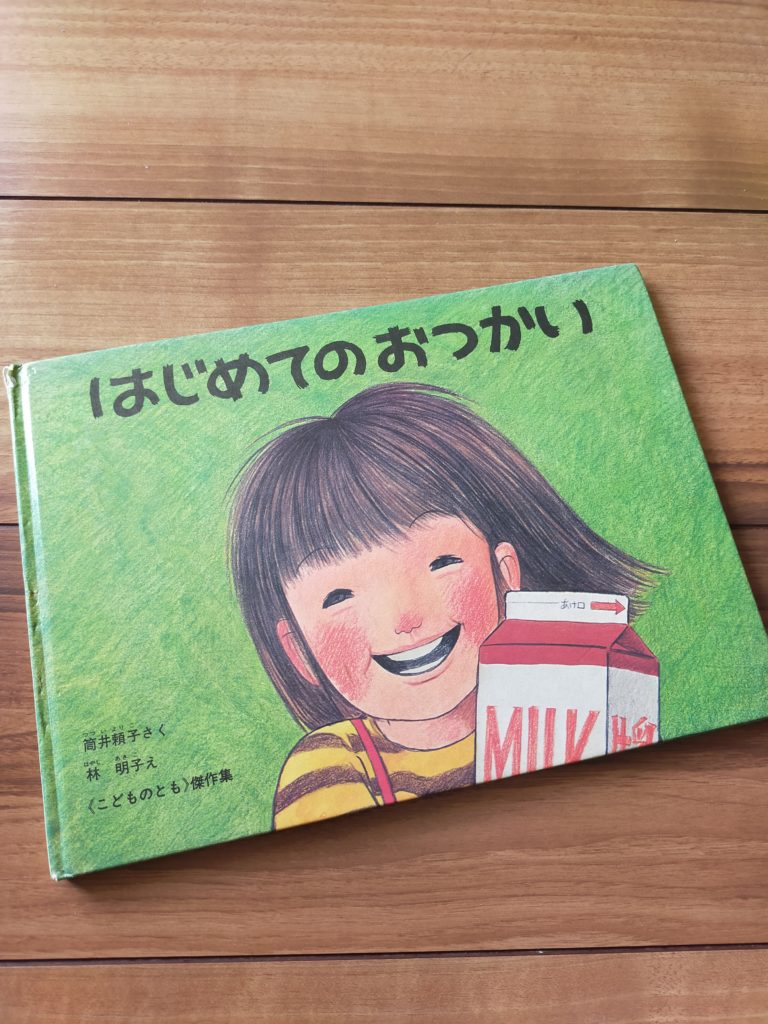 はじめてのおつかい
あけ口
MILK
筒井頼子さく
林 明子え
《こどものとも》傑作集